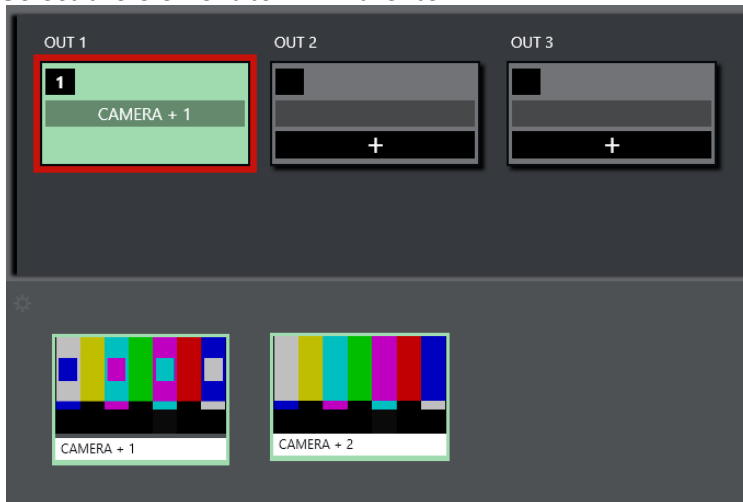 OUT 1
OUT 2
OUT 3
1
CAMERA + 1
+
+
CAMERA + 1
CAMERA + 2